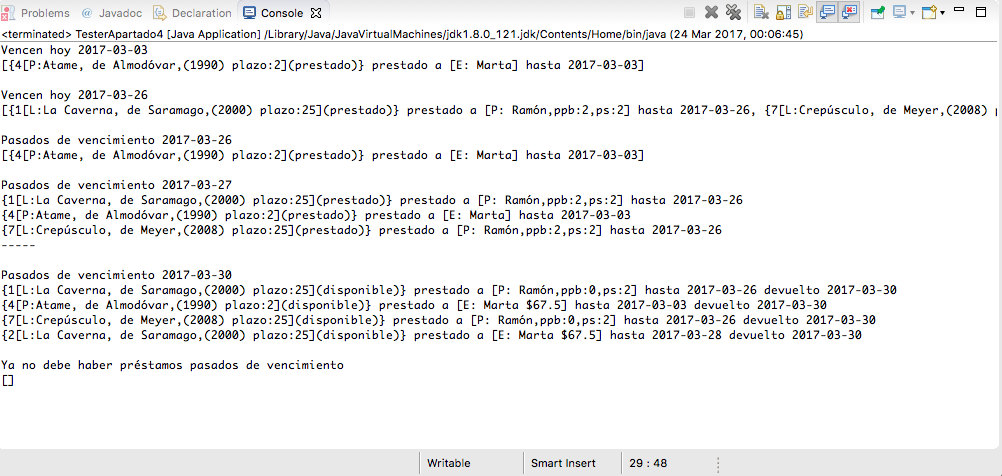 Problems @ Javadoc Declaration Console
<terminated> TesterApartado4 [Java Application] /Library/Java/JavaVirtualMachines/jdk1.8.0_121.jdk/Contents/Home/bin/java (24 Mar 2017, 00:06:45)
Vencen hoy 2017-03-03
[{4[P:Atame, de Almodóvar,(1990) plazo:2](prestado)} prestado a [E: Marta] hasta 2017-03-03]
Vencen hoy 2017-03-26
[{1[L:La Caverna, de Saramago,(2000) plazo:25](prestado)} prestado a [P: Ramón,ppb:2,ps:2] hasta 2017-03-26, {7[L:Crepúsculo, de Meyer,(2008)
Pasados de vencimiento 2017-03-26
[{4[P:Atame, de Almodóvar,(1990) plazo:2](prestado)} prestado a [E: Marta] hasta 2017-03-03]
Pasados de vencimiento 2017-03-27
{1[L:La Caverna, de Saramago,(2000) plazo:25](prestado)} prestado a [P: Ramón,ppb:2,ps:2] hasta 2017-03-26
{4[P:Atame, de Almodóvar,(1990) plazo:2](prestado)} prestado a [E: Marta] hasta 2017-03-03
{7[L:Crepúsculo, de Meyer,(2008) plazo:25](prestado)} prestado a [P: Ramón,ppb:2,ps:2] hasta 2017-03-26
-----
Pasados de vencimiento 2017-03-30
{1[L:La Caverna, de Saramago,(2000) plazo:25](disponible)} prestado a [P: Ramón,ppb:0,ps:2] hasta 2017-03-26 devuelto 2017-03-30
{4[P:Atame, de Almodóvar,(1990) plazo:2](disponible)} prestado a [E: Marta $67.5] hasta 2017-03-03 devuelto 2017-03-30
{7[L:Crepúsculo, de Meyer,(2008) plazo:25](disponible)} prestado a [P: Ramón,ppb:0,ps:2] hasta 2017-03-26 devuelto 2017-03-30
{2[L:La Caverna, de Saramago,(2000) plazo:25](disponible)} prestado a [E: Marta $67.5] hasta 2017-03-28 devuelto 2017-03-30
Ya no debe haber préstamos pasados de vencimiento
[]
Writable Smart Insert 29 : 48